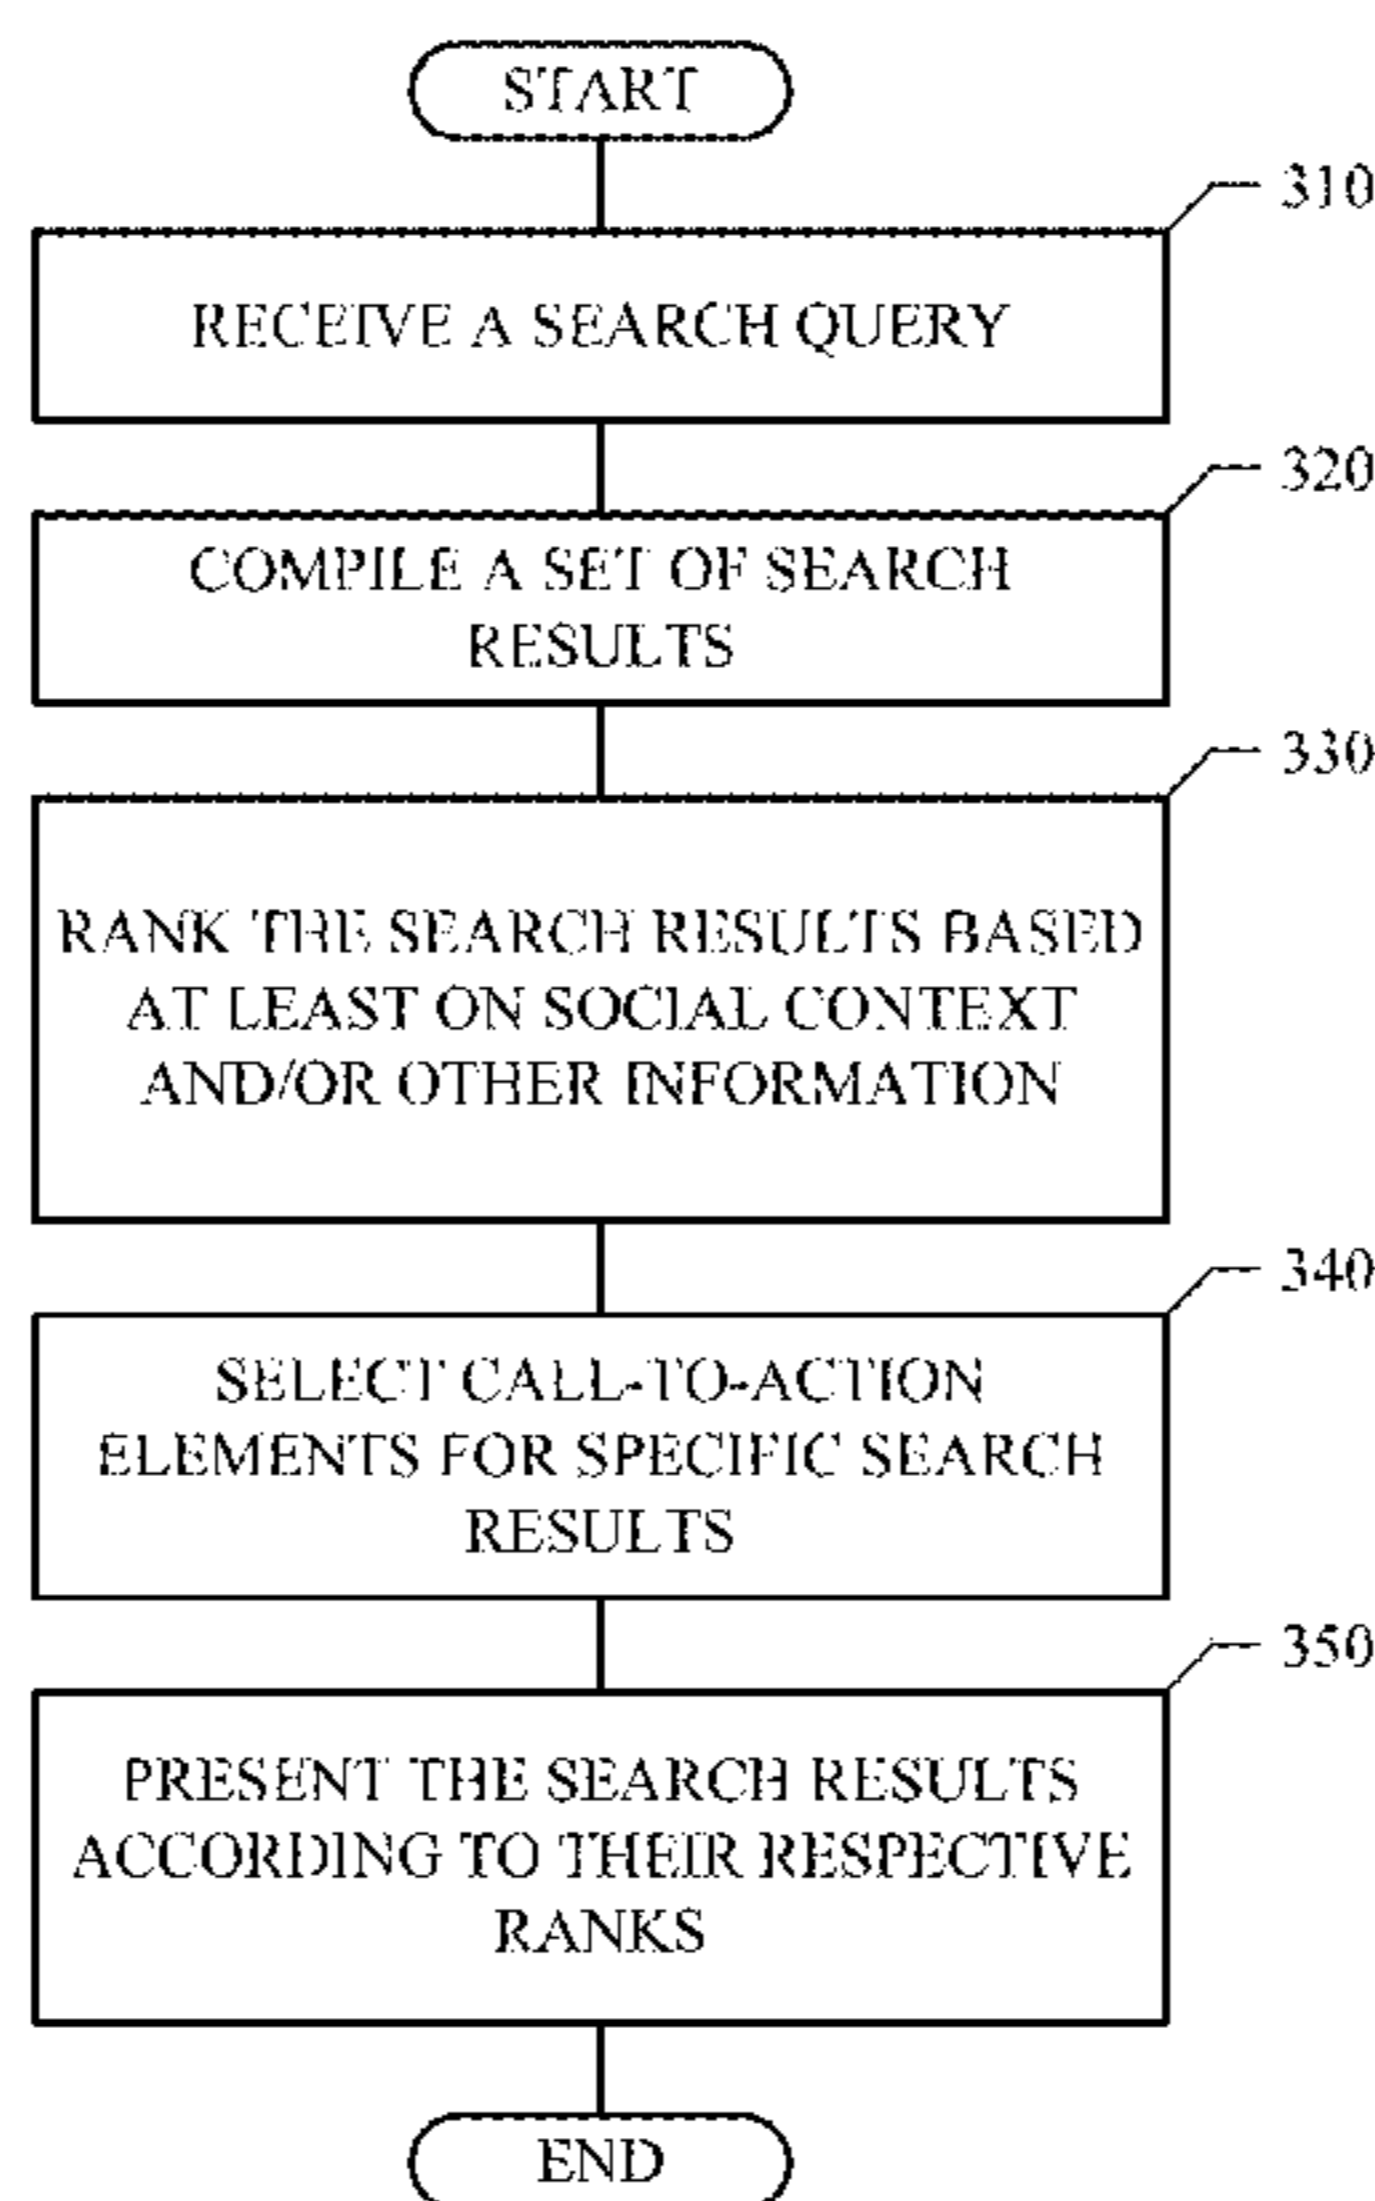 START
310
RECEIVE A SEARCH QUERY
320
COMPILE A SET OF SEARCH
RESULTS
330
RANK THE SEARCH RESULTS BASED
AT LEAST ON SOCIAL CONTEXT
AND/OR OTHER INFORMATION
340
SELECT CALL-TO-ACTION
ELEMENTS FOR SPECIFIC SEARCH
RESULTS
350
PRESENT THE SEARCH RESULTS
ACCORDING TO THEIR RESPECTIVE
RANKS
END